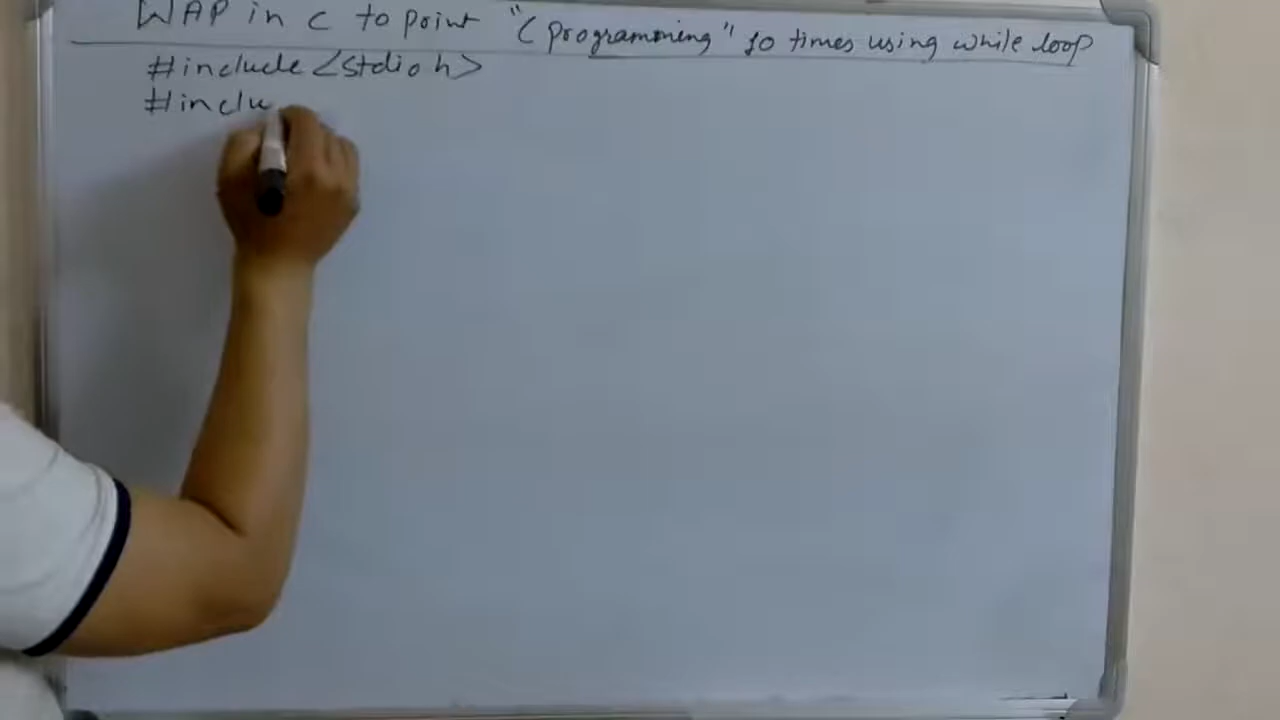 WAP in c to point "C programming" 10 times using while loop
#include <stdio h>
#inclu